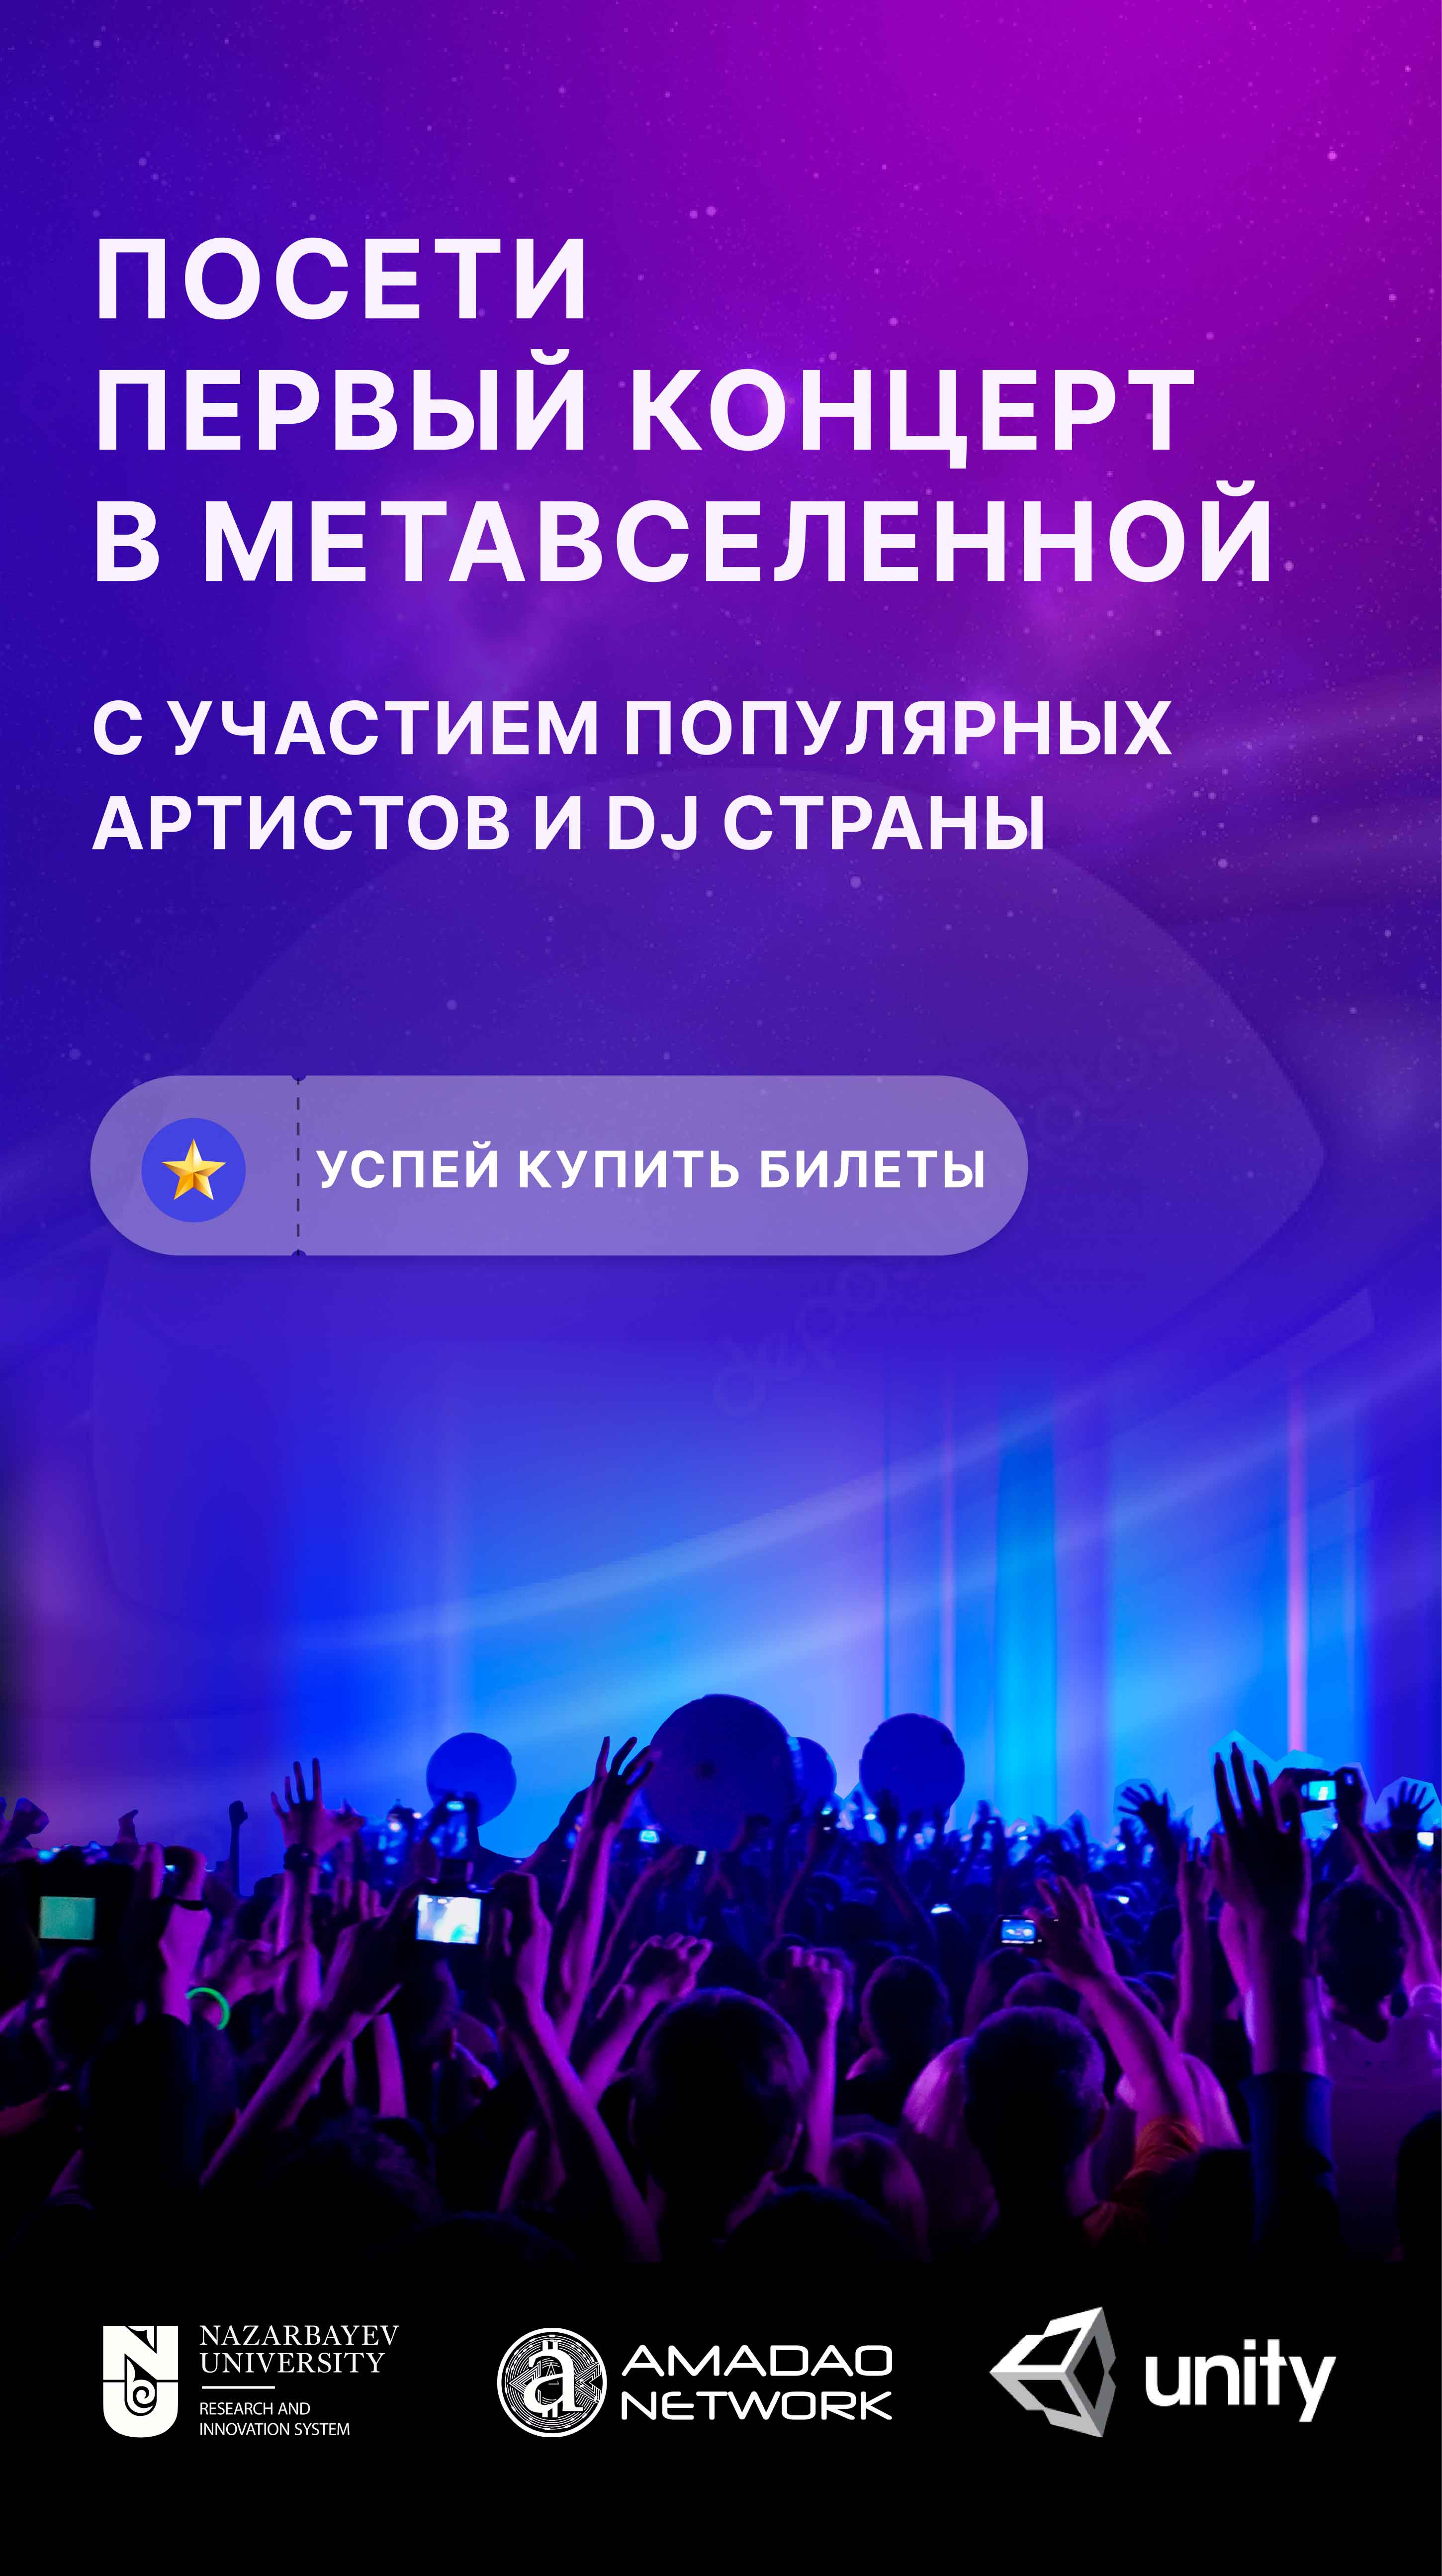 ПОСЕТИ
ПЕРВЫЙ КОНЦЕРТ
В МЕТАВСЕЛЕННОЙ
С УЧАСТИЕМ ПОПУЛЯРНЫХ
АРТИСТОВ И DJ СТРАНЫ
УСПЕЙ КУПИТЬ БИЛЕТЫ
NAZARBAYEV
UNIVERSITY
RESEARCH AND
INNOVATION SYSTEM
a
AMADAO
NETWORK
unity